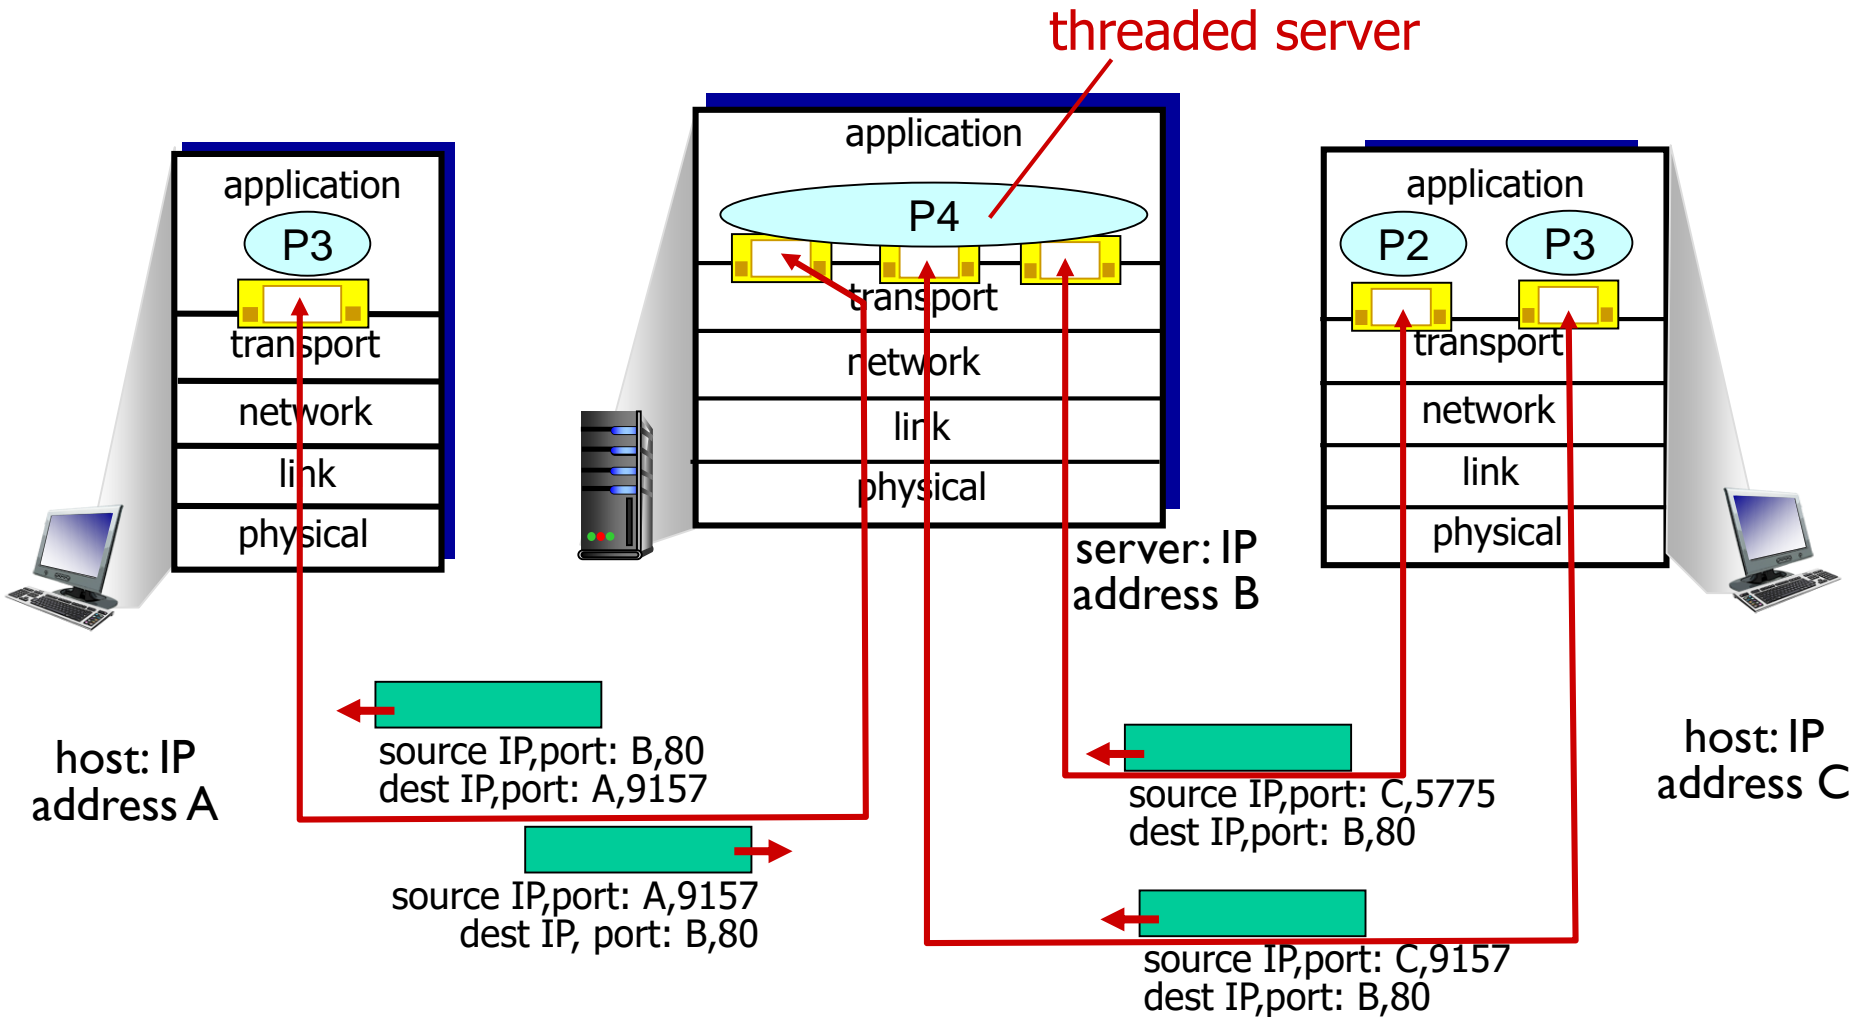 threaded server
application
P3
transport
network
link
physical
application
P4
transport
network
link
physical
application
P2
P3
transport
network
link
physical
server: IP
address B
host: IP
address A
source IP,port: B,80
dest IP,port: A,9157
source IP,port: A,9157
dest IP, port: B,80
source IP,port: C,5775
dest IP,port: B,80
source IP,port: C,9157
dest IP,port: B,80
host: IP
address C